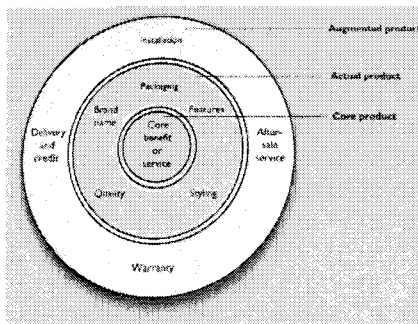 Installation
Augmented product
Actual product
Packaging
Brand
name
Features
Core product
Core
benefit
or
service
Delivery
and
credit
After-
sale
service
Quality
Styling
Warranty